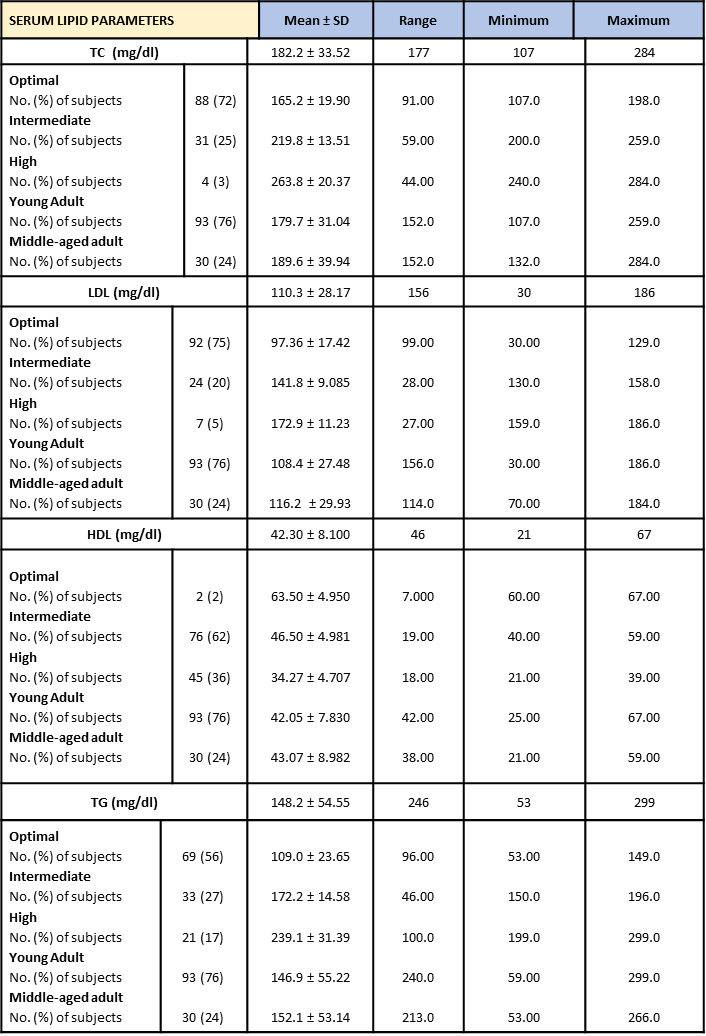 SERUM LIPID PARAMETERS Mean ± SD Range Minimum Maximum
TC (mg/dl) 182.2 ± 33.52 177 107 284
Optimal
No. (%) of subjects 88 (72) 165.2 ± 19.90 91.00 107.0 198.0
Intermediate
No. (%) of subjects 31 (25) 219.8 ± 13.51 59.00 200.0 259.0
High
No. (%) of subjects 4 (3) 263.8 ± 20.37 44.00 240.0 284.0
Young Adult
No. (%) of subjects 93 (76) 179.7 ± 31.04 152.0 107.0 259.0
Middle-aged adult
No. (%) of subjects 30 (24) 189.6 ± 39.94 152.0 132.0 284.0
LDL (mg/dl) 110.3 ± 28.17 156 30 186
Optimal
No. (%) of subjects 92 (75) 97.36 ± 17.42 99.00 30.00 129.0
Intermediate
No. (%) of subjects 24 (20) 141.8 ± 9.085 28.00 130.0 158.0
High
No. (%) of subjects 7 (5) 172.9 ± 11.23 27.00 159.0 186.0
Young Adult
No. (%) of subjects 93 (76) 108.4 ± 27.48 156.0 30.00 186.0
Middle-aged adult
No. (%) of subjects 30 (24) 116.2 ± 29.93 114.0 70.00 184.0
HDL (mg/dl) 42.30 ± 8.100 46 21 67
Optimal
No. (%) of subjects 2 (2) 63.50 ± 4.950 7.000 60.00 67.00
Intermediate
No. (%) of subjects 76 (62) 46.50 ± 4.981 19.00 40.00 59.00
High
No. (%) of subjects 45 (36) 34.27 ± 4.707 18.00 21.00 39.00
Young Adult
No. (%) of subjects 93 (76) 42.05 ± 7.830 42.00 25.00 67.00
Middle-aged adult
No. (%) of subjects 30 (24) 43.07 ± 8.982 38.00 21.00 59.00
TG (mg/dl) 148.2 ± 54.55 246 53 299
Optimal
No. (%) of subjects 69 (56) 109.0 ± 23.65 96.00 53.00 149.0
Intermediate
No. (%) of subjects 33 (27) 172.2 ± 14.58 46.00 150.0 196.0
High
No. (%) of subjects 21 (17) 239.1 ± 31.39 100.0 199.0 299.0
Young Adult
No. (%) of subjects 93 (76) 146.9 ± 55.22 240.0 59.00 299.0
Middle-aged adult
No. (%) of subjects 30 (24) 152.1 ± 53.14 213.0 53.00 266.0